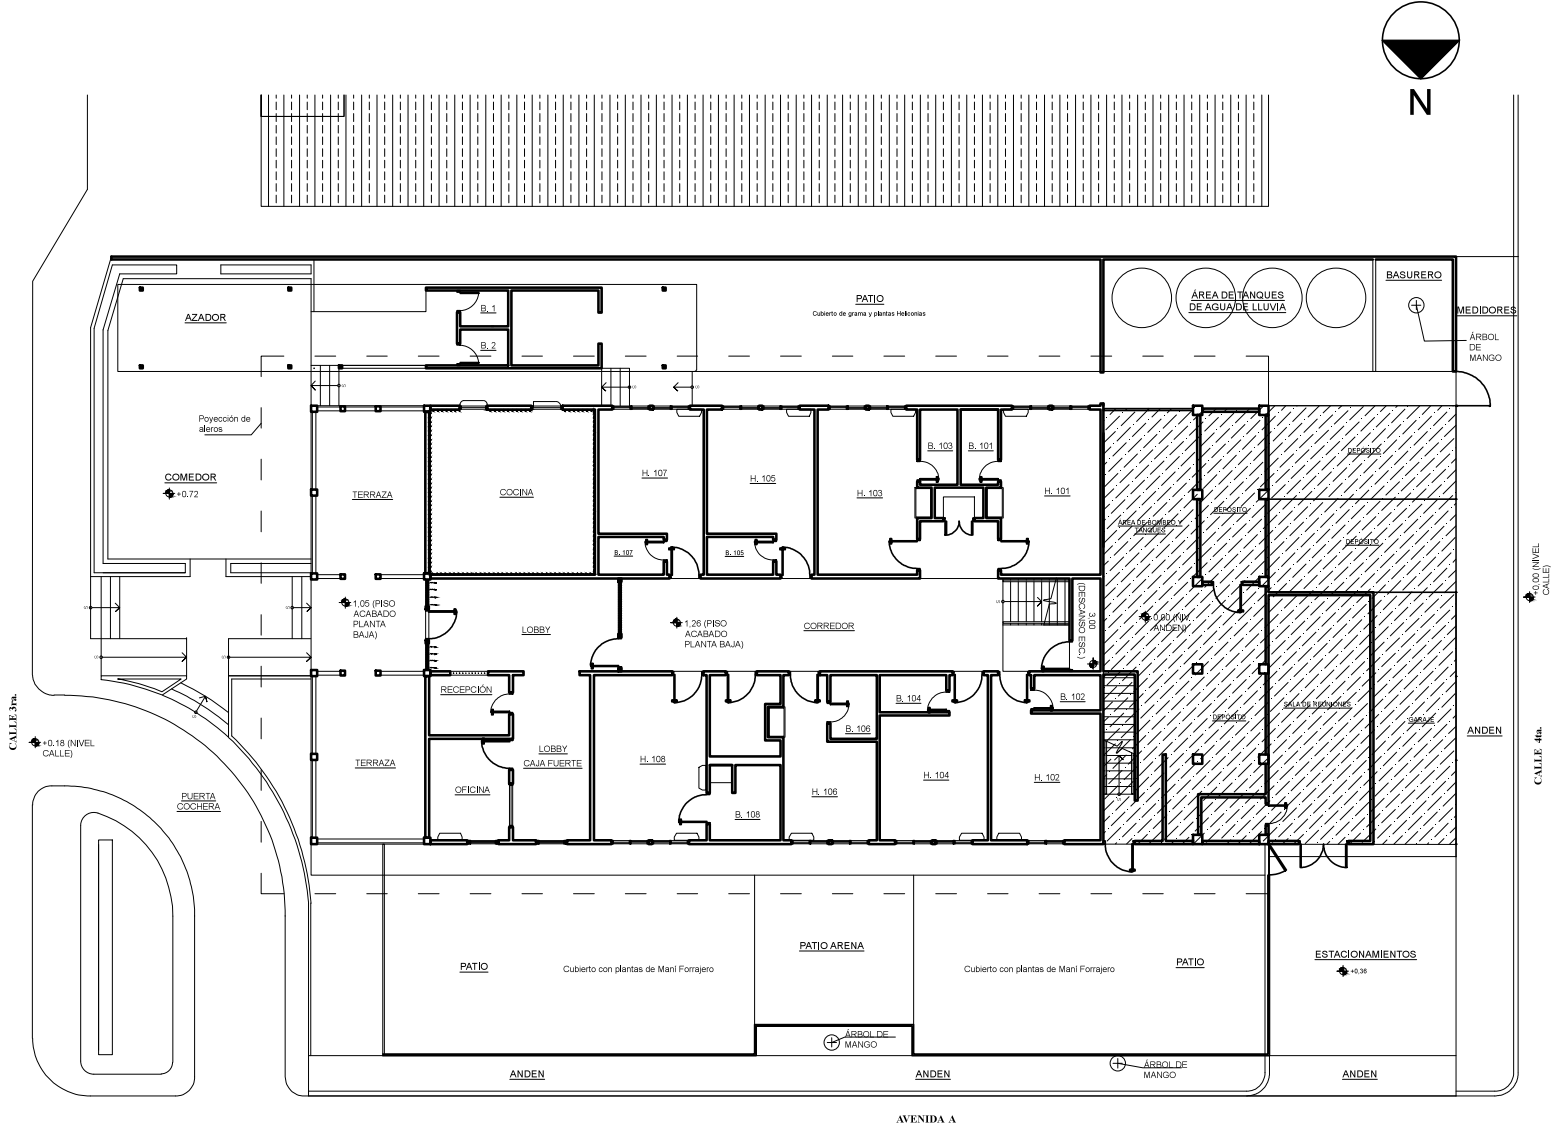 N
BASURERO
ÁREA DE TANQUES
DE AGUA DE LLUVIA
PATIO
Cubierto de grama y plantas Heliconias
MEDIDORES
ÁRBOL
DE
MANGO
AZADOR
B. 1
B. 2
Poyección de
aleros
COMEDOR
+0.72
TERRAZA
COCINA
H. 107
H. 105
H. 103
B. 103
B. 101
H. 101
B. 107
B. 105
ÁREA DE BOMBEO Y
TANQUES
DEPÓSITO
DEPÓSITO
DEPÓSITO
+0,00 (NIVEL
CALLE)
1,05 (PISO
ACABADO
PLANTA
BAJA)
LOBBY
1,26 (PISO
ACABADO
PLANTA BAJA)
CORREDOR
3.00
(DESCANSO ESC.)
0,00 (NIV.
ANDEN)
RECEPCIÓN
B. 104
B. 102
B. 106
DEPÓSITO
SALA DE REUNIONES
GARAJE
ANDEN
CALLE 3ra.
+0.18 (NIVEL
CALLE)
CALLE 4ta.
TERRAZA
LOBBY
CAJA FUERTE
H. 108
H. 106
H. 104
H. 102
OFICINA
B. 108
PUERTA
COCHERA
PATIO
Cubierto con plantas de Maní Forrajero
PATIO ARENA
Cubierto con plantas de Maní Forrajero
PATIO
ESTACIONAMIENTOS
+0,36
ÁRBOL DE
MANGO
ÁRBOL DE
MANGO
ANDEN
ANDEN
ANDEN
AVENIDA A